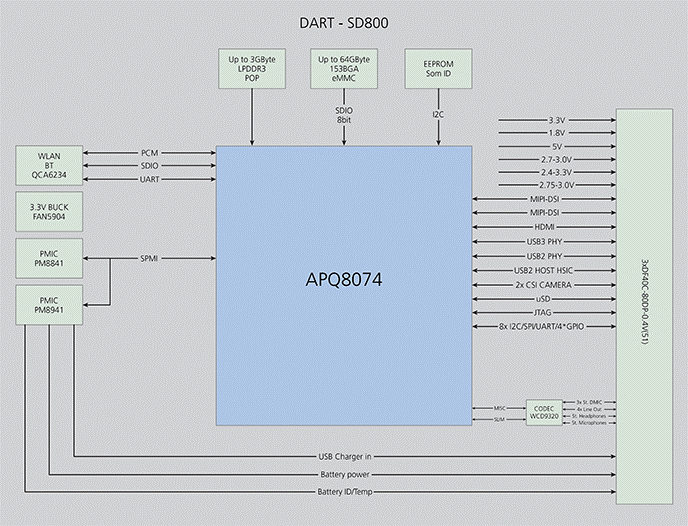 DART - SD800
Up to 3GByte
LPDDR3
POP
Up to 64GByte
153BGA
eMMC
EEPROM
Som ID
SDIO
8bit
I2C
WLAN
BT
QCA6234
PCM
SDIO
UART
3.3V BUCK
FAN5904
PMIC
PM8841
SPMI
PMIC
PM8941
APQ8074
3.3V
1.8V
5V
2.7-3.0V
2.4-3.3V
2.75-3.0V
MIPI-DSI
MIPI-DSI
HDMI
USB3 PHY
USB2 PHY
USB2 HOST HSIC
2x CSI CAMERA
uSD
JTAG
8x I2C/SPI/UART/4*GPIO
3xDF40C-80DP-0.4V(51)
MISC
SLIM
CODEC
WCD9320
3x St. DMIC
4x Line Out
St. Headphones
St. Microphones
USB Charger in
Battery power
Battery ID/Temp